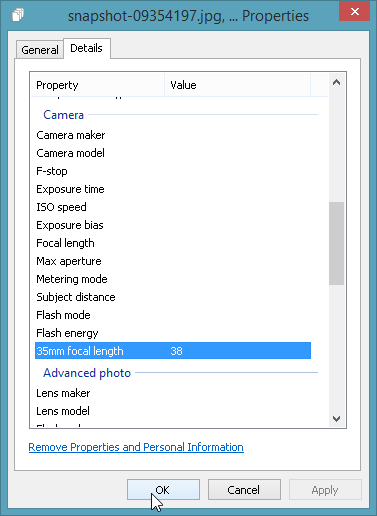 snapshot-09354197.jpg, ... Properties
General Details
Property Value
Camera
Camera maker
Camera model
F-stop
Exposure time
ISO speed
Exposure bias
Focal length
Max aperture
Metering mode
Subject distance
Flash mode
Flash energy
35mm focal length 38
Advanced photo
Lens maker
Lens model
Remove Properties and Personal Information
OK Cancel Apply